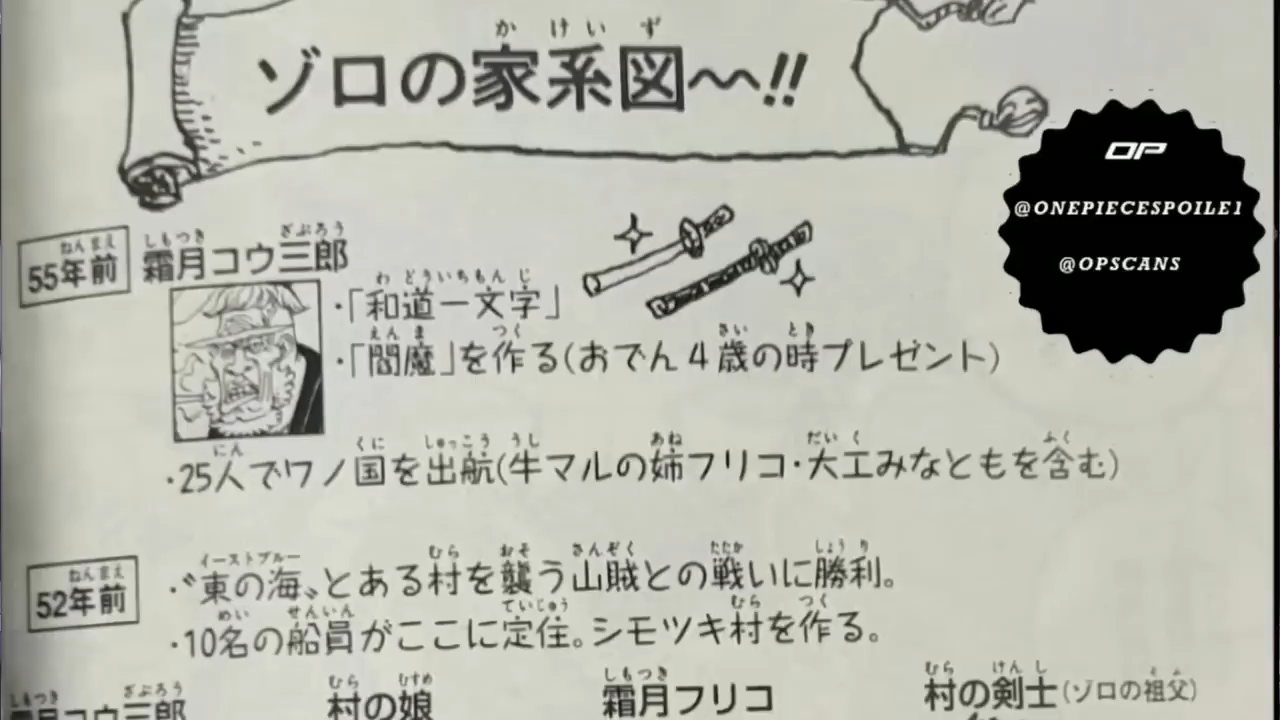 ゾロの家系図〜〜!!
OP
@ONEPIECESPOILE1
@OPSCANS
55年前 霜月コウ三郎
・「和道一文字」
・「閻魔」を作る(おでん4歳の時プレゼント)
・25人でワノ国を出航(牛マルの姉フリコ・大工みなともを含む)
52年前 ・〝東の海〟とある村を襲う山賊との戦いに勝利。
・10名の船員がここに定住。シモツキ村を作る。
霜月コウ三郎 村の娘 霜月フリコ 村の剣士(ゾロの祖父)